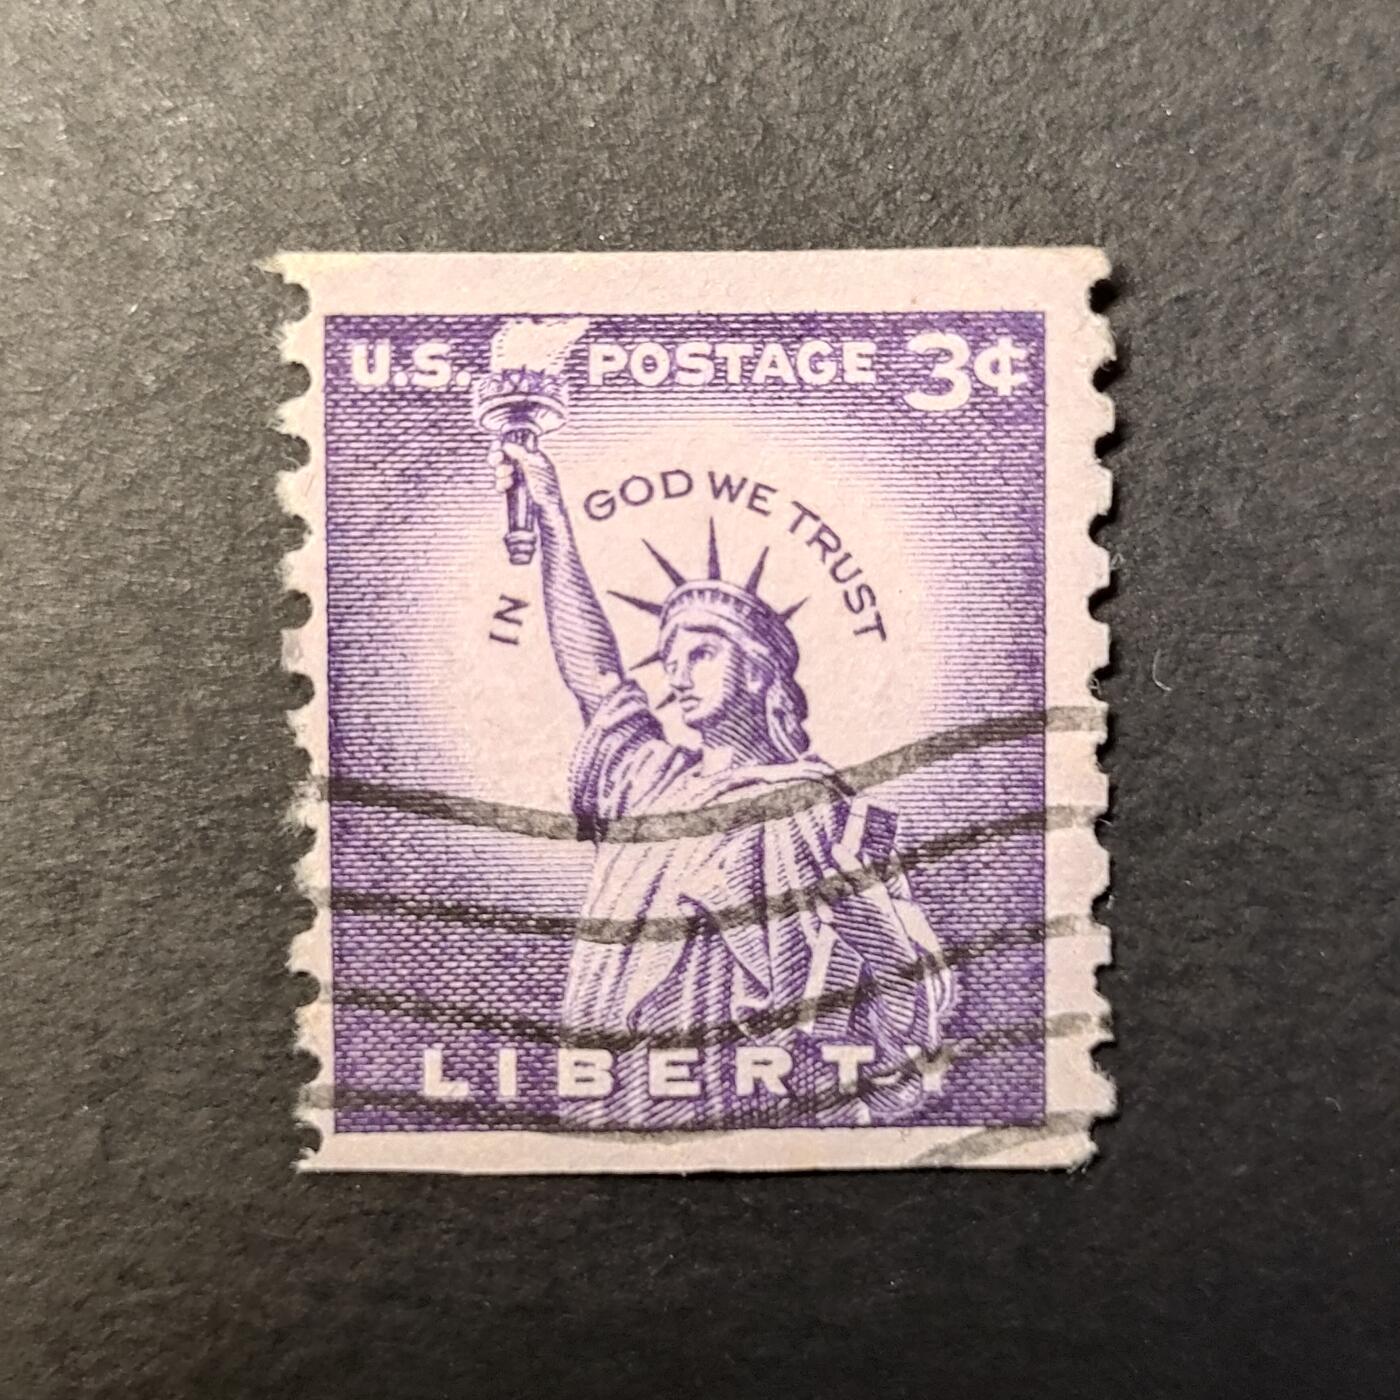 U.S. POSTAGE 3¢
IN GOD WE TRUST
LIBERTY